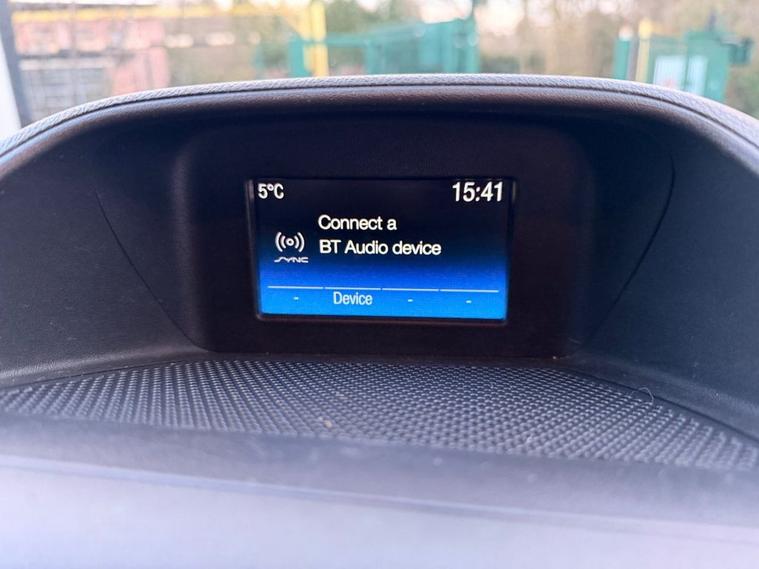 5°C 15:41
Connect a
BT Audio device
SYNC
- Device - -